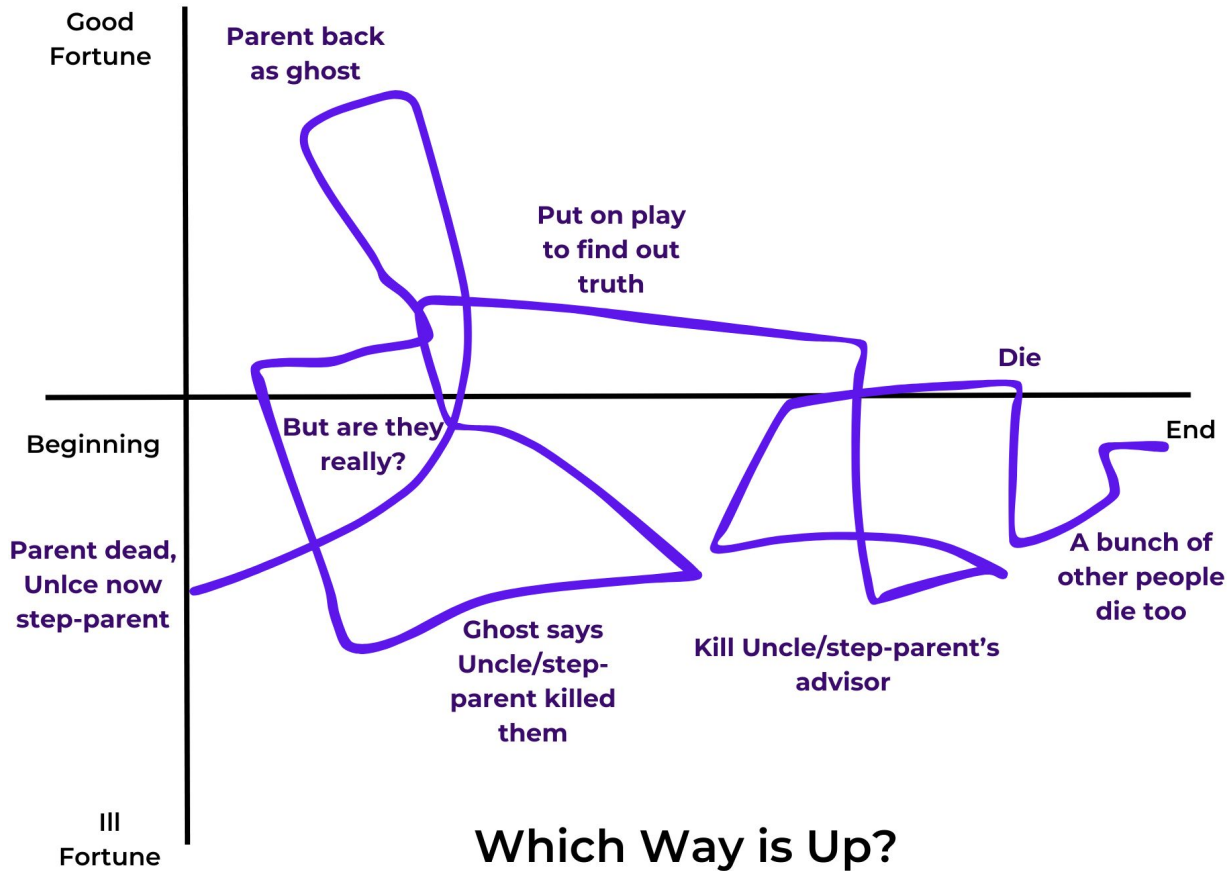 Good
Fortune
Parent back
as ghost
Put on play
to find out
truth
Die
Beginning
But are they
really?
End
Parent dead,
Unlce now
step-parent
A bunch of
other people
die too
Ghost says
Uncle/step-
parent killed
them
Kill Uncle/step-parent’s
advisor
Ill
Fortune
Which Way is Up?